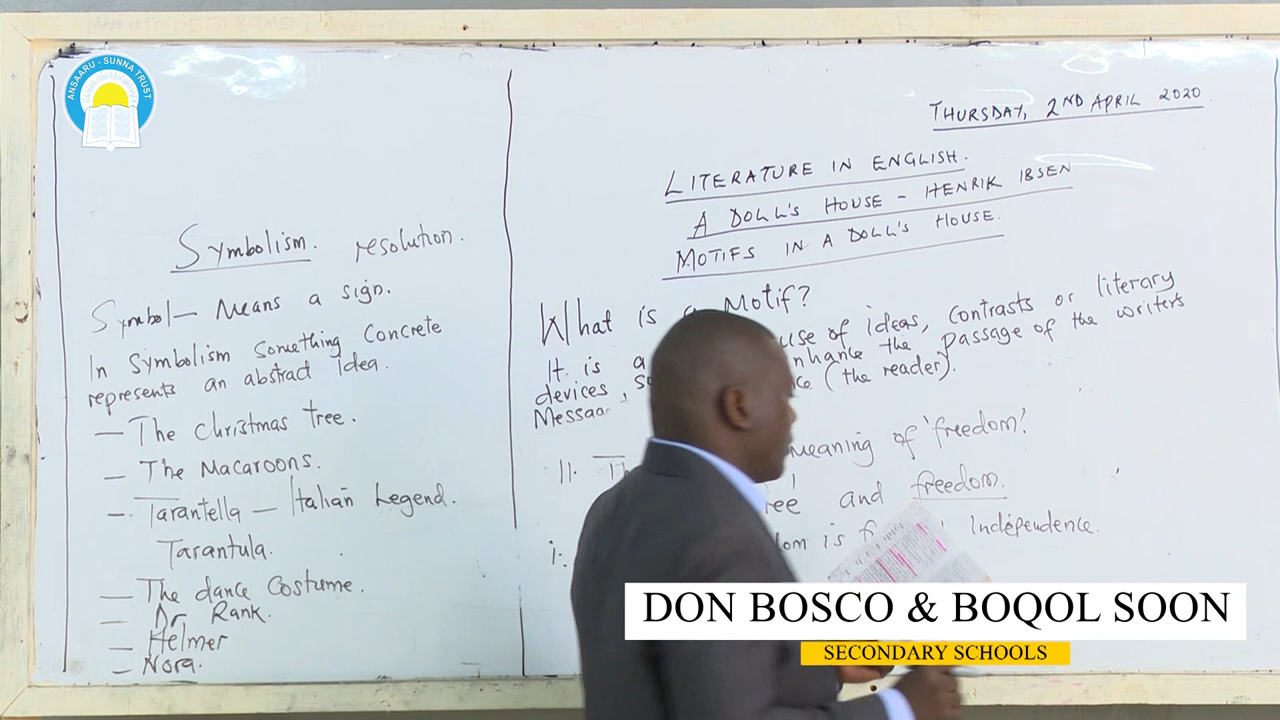 ANSAARU - SUNNA TRUST
THURSDAY, 2ND APRIL 2020
LITERATURE IN ENGLISH.
A DOLL'S HOUSE - HENRIK IBSEN
MOTIFS IN A DOLL'S HOUSE.
Symbolism. resolution.
Symbol - Means a sign.
In Symbolism something Concrete
represents an abstract idea.
- The christmas tree.
- The Macaroons.
- Tarantella - Italian Legend.
Tarantula.
- The dance Costume.
- Dr Rank.
- Helmer
- Nora.
What is a Motif?
It is a use of ideas, contrasts or literary
devices, the passage of the writers
(the reader).
11. meaning of 'freedom'.
and freedom.
i: is independence.
DON BOSCO & BOQOL SOON
SECONDARY SCHOOLS